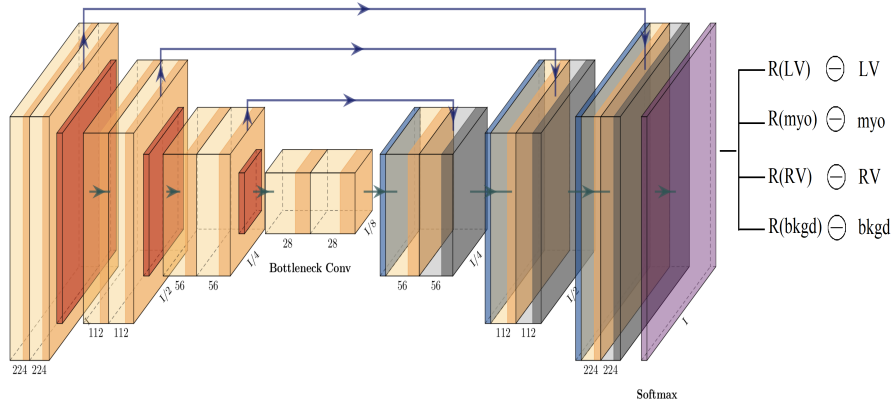 R(LV) ⊖ LV
R(myo) ⊖ myo
R(RV) ⊖ RV
R(bkgd) ⊖ bkgd
224 224
112 112
1/2
56 56
1/4
28 28
1/8
Bottleneck Conv
56 56
1/4
112 112
1/2
224 224
1
Softmax